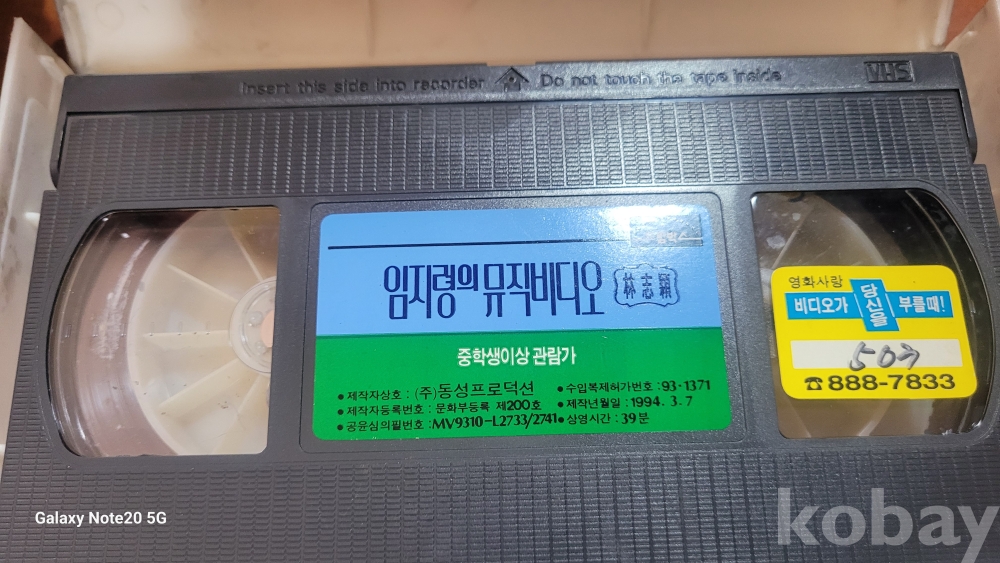 Insert this side into recorder Do not touch the tape inside VHS
임지령의 뮤직비디오 林志穎
중학생이상 관람가
● 제작자상호 : (주)동성프로덕션 ● 수입복제허가번호 : 93-1371
● 제작자등록번호 : 문화부등록 제200호 ● 제작년월일 : 1994. 3. 7
● 공윤심의필번호 : MV9310-L2733/2741 ● 상영시간 : 39분
영화사랑
비디오가 당신을 부를때!
507
☎888-7833
Galaxy Note20 5G
kobay